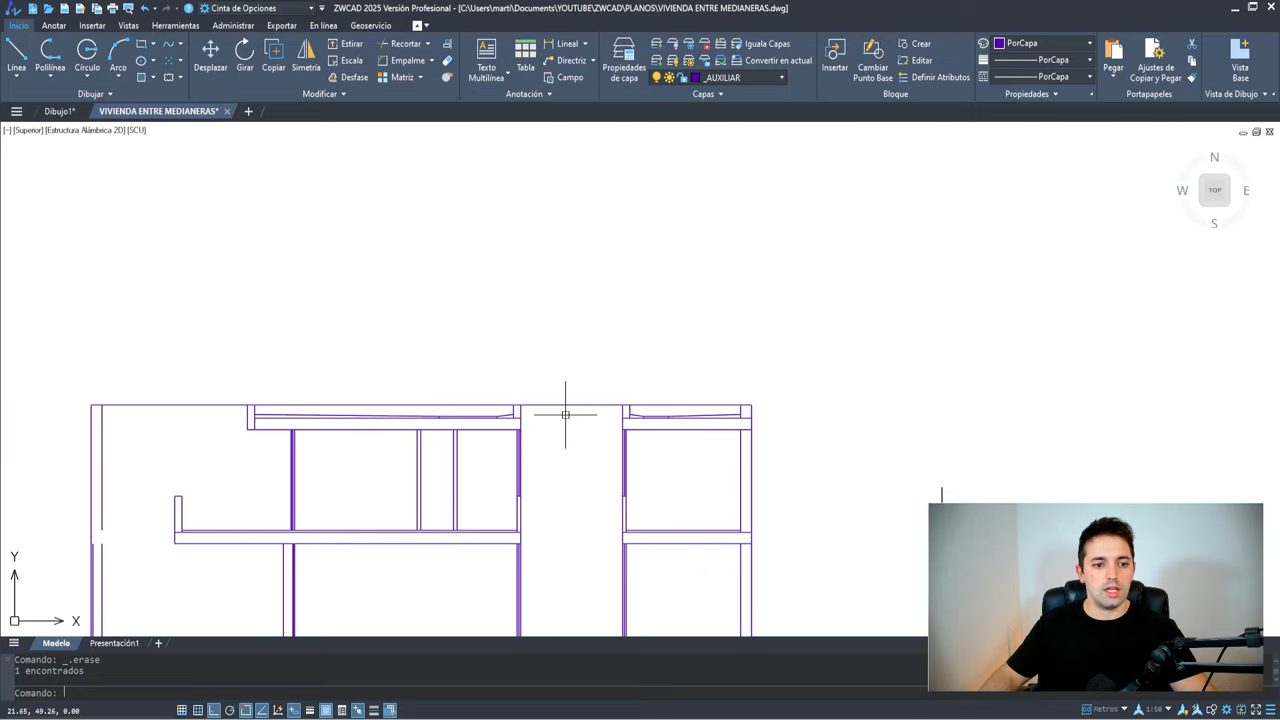 Cinta de Opciones
ZWCAD 2025 Versión Profesional - [C:\Users\marti\Documents\YOUTUBE\ZWCAD\PLANOS\VIVIENDA ENTRE MEDIANERAS.dwg]
Inicio Anotar Insertar Vistas Herramientas Administrar Exportar En línea Geoservicio
Línea Polilínea Círculo Arco
Dibujar
Desplazar Girar Copiar Simetría
Estirar Recortar
Escala Empalme
Desfase Matriz
Modificar
Texto Multilínea Tabla
Lineal
Directriz
Campo
Anotación
Propiedades de capa
Iguala Capas
Convertir en actual
_AUXILIAR
Capas
Insertar Cambiar Punto Base
Crear
Editar
Definir Atributos
Bloque
PorCapa
PorCapa
PorCapa
Propiedades
Pegar Ajustes de Copiar y Pegar
Portapapeles
Vista Base
Vista de Dibujo
Dibujo1* VIVIENDA ENTRE MEDIANERAS*
[−] [Superior] [Estructura Alámbrica 2D] [SCU]
N
W TOP E
S
Y
X
Modelo Presentación1
Comando: _.erase
1 encontrados
Comando:
21.65, 49.26, 0.00
Metros 1:50